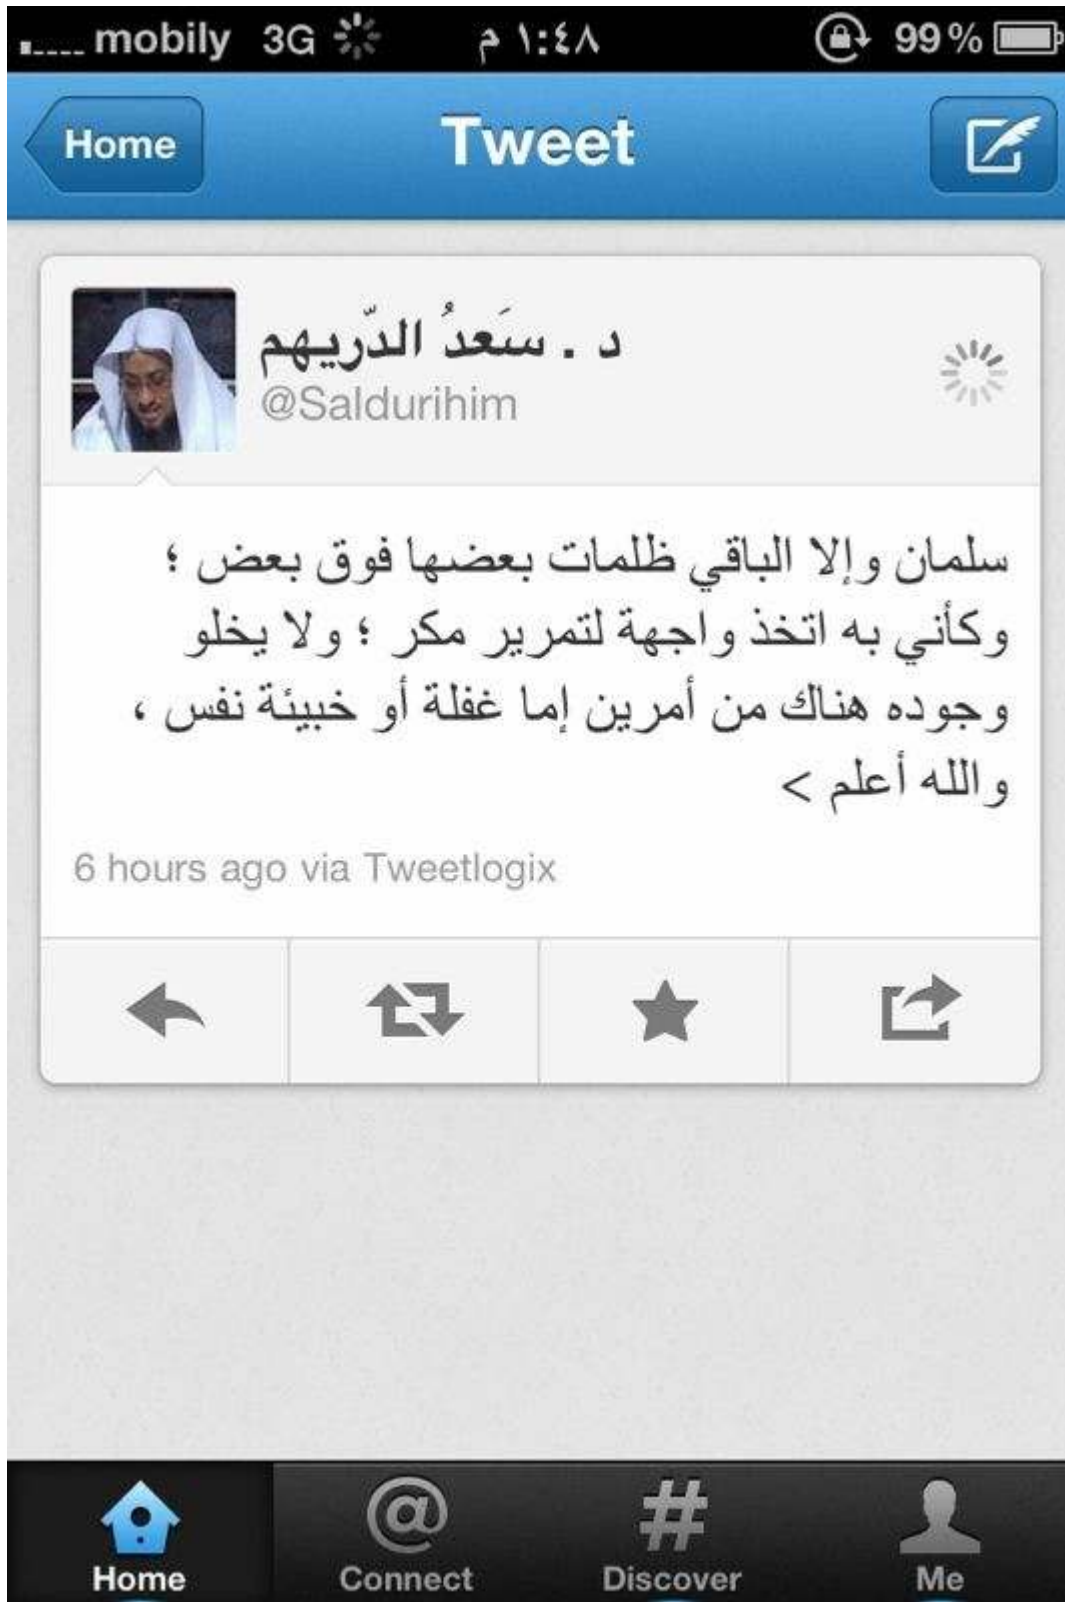 mobily 3G ١:٤٨ م 99%
Home Tweet
د . سَعدُ الدّريهم
@Saldurihim
سلمان وإلا الباقي ظلمات بعضها فوق بعض ؛
وكأني به اتخذ واجهة لتمرير مكر ؛ ولا يخلو
وجوده هناك من أمرين إما غفلة أو خبيئة نفس ،
والله أعلم >
6 hours ago via Tweetlogix
Home Connect Discover Me